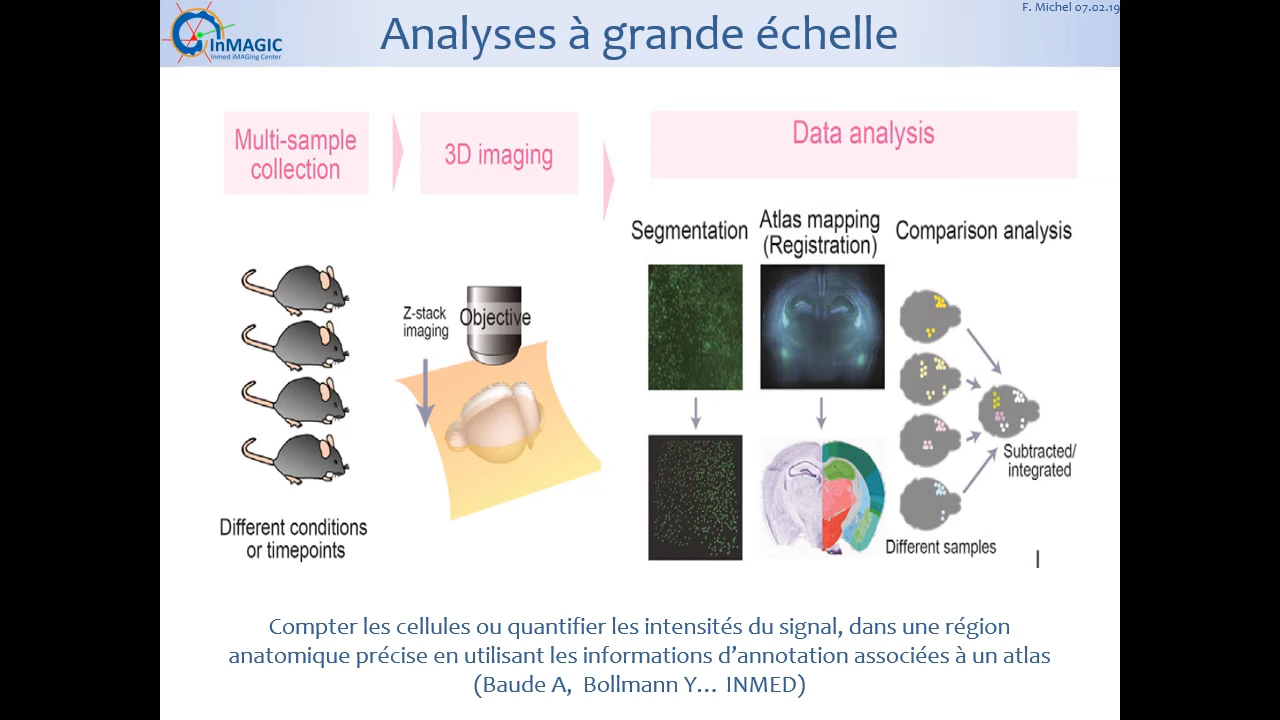 InMAGIC
Inmed iMAGing Center
Analyses à grande échelle
F. Michel 07.02.19
Multi-sample
collection
3D imaging
Data analysis
Segmentation
Atlas mapping
(Registration)
Comparison analysis
Z-stack
imaging
Objective
Subtracted/
integrated
Different conditions
or timepoints
Different samples
Compter les cellules ou quantifier les intensités du signal, dans une région
anatomique précise en utilisant les informations d’annotation associées à un atlas
(Baude A, Bollmann Y… INMED)